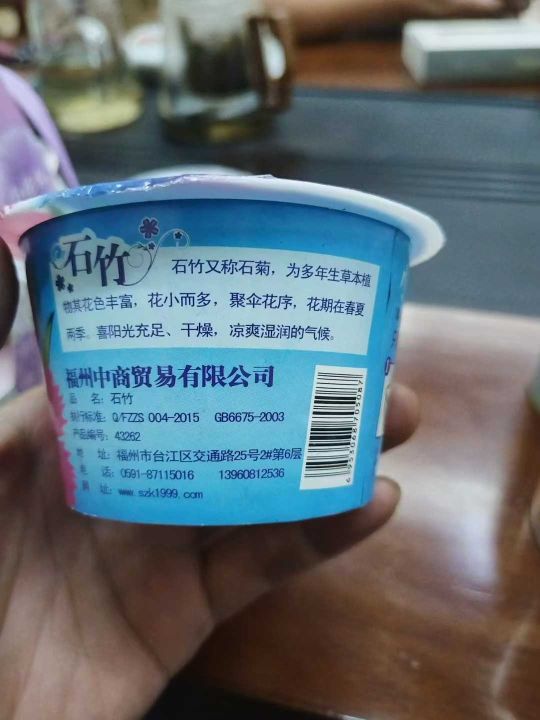 石竹
石竹又称石菊，为多年生草本植
物其花色丰富，花小而多，聚伞花序，花期在春夏
两季。喜阳光充足、干燥，凉爽湿润的气候。
福州中商贸易有限公司
品 名：石竹
执行标准：Q/FZZS 004-2015 GB6675-2003
产品编号：43262
地 址：福州市台江区交通路25号2#第6层
电 话：0591-87115016 13960812536
网 址：www.szk1999.com
6953068705087